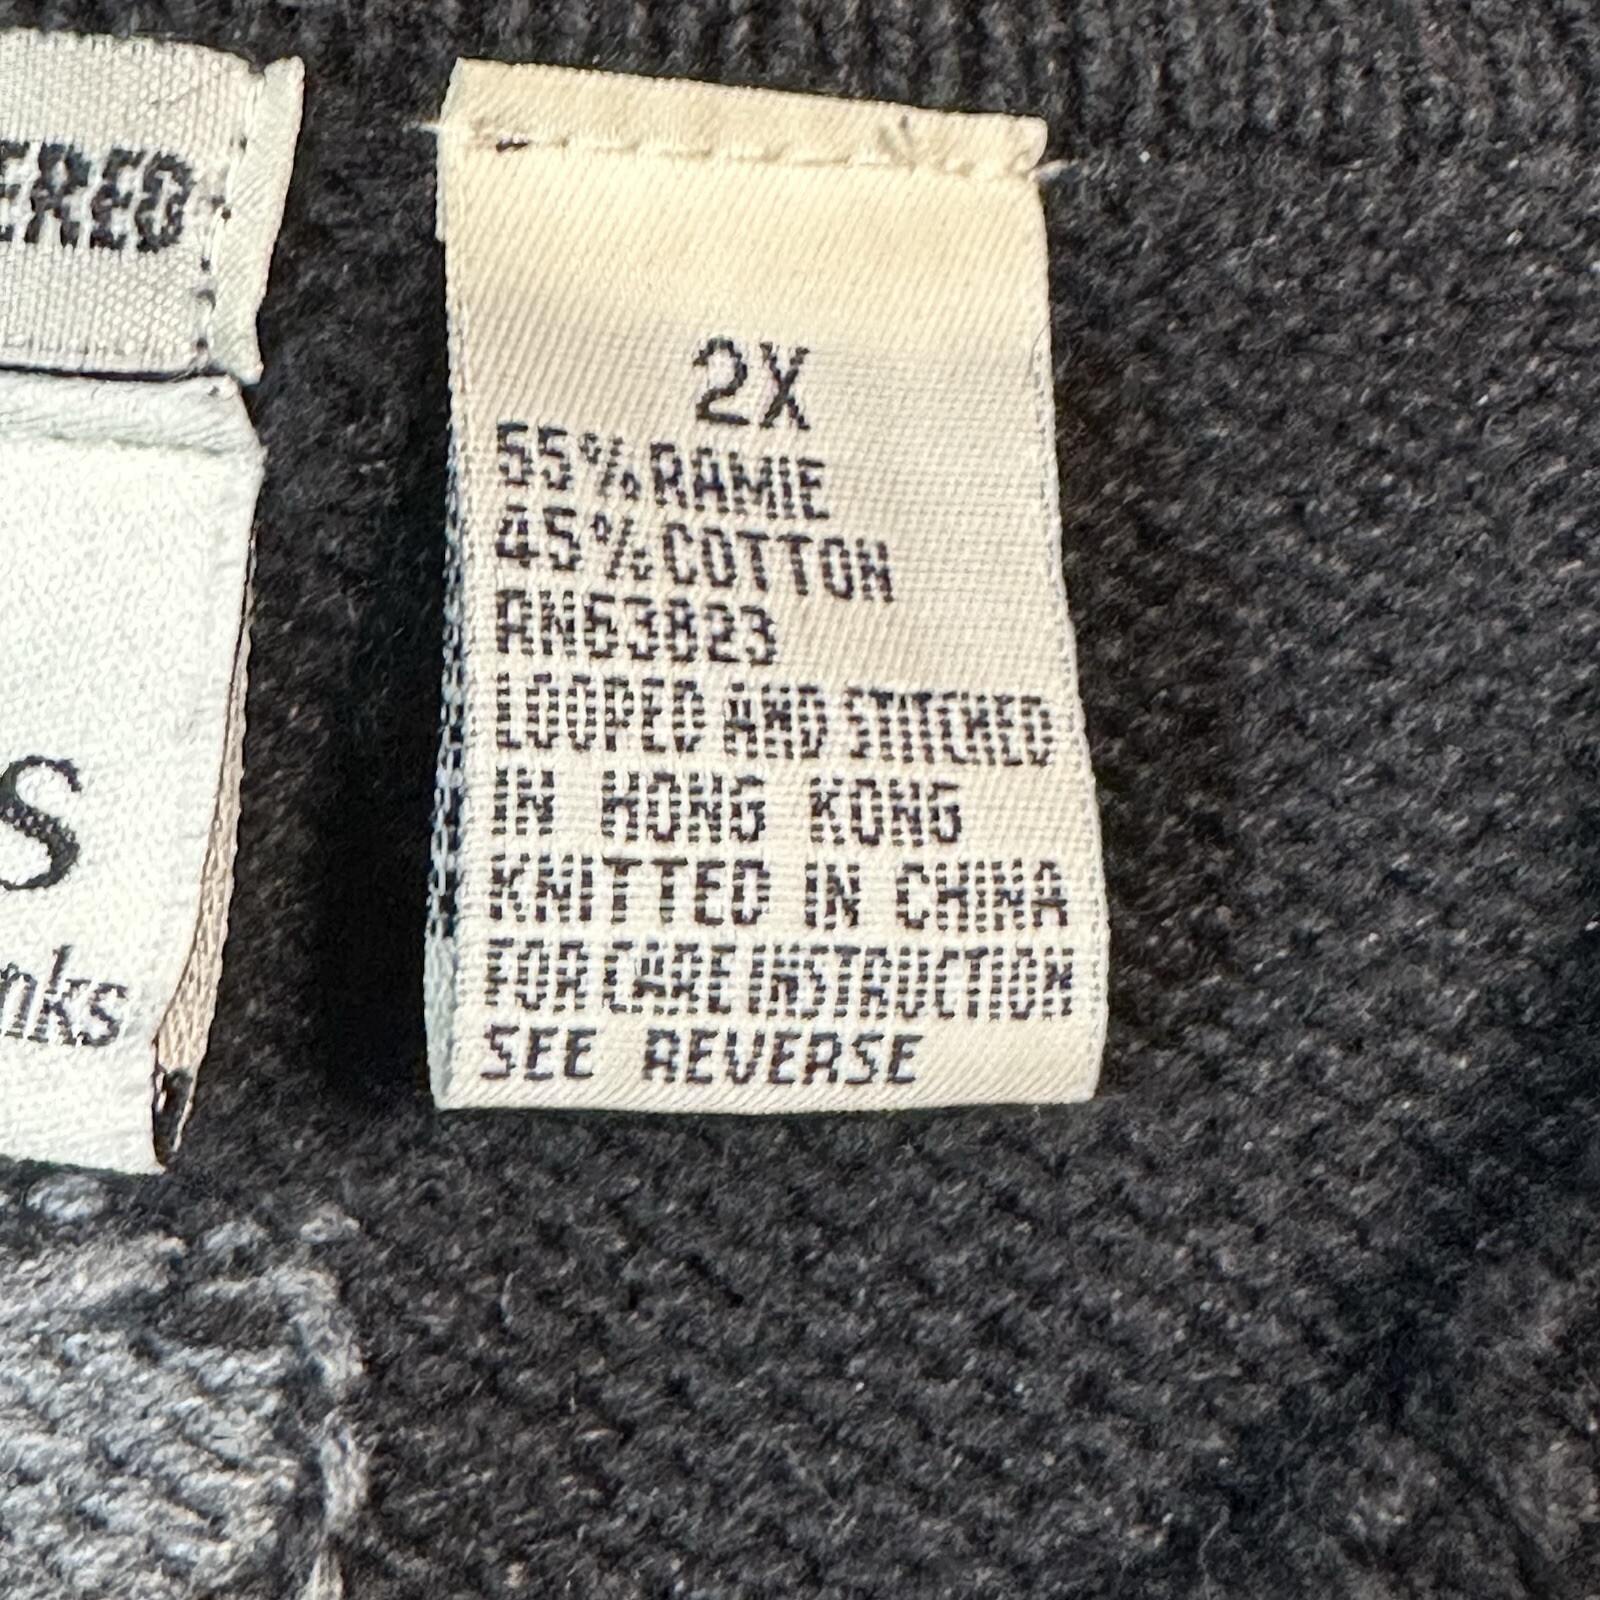 ERED
S
nks
2X
55%RAMIE
45%COTTON
RN63823
LOOPED AND STITCHED
IN HONG KONG
KNITTED IN CHINA
FOR CARE INSTRUCTION
SEE REVERSE